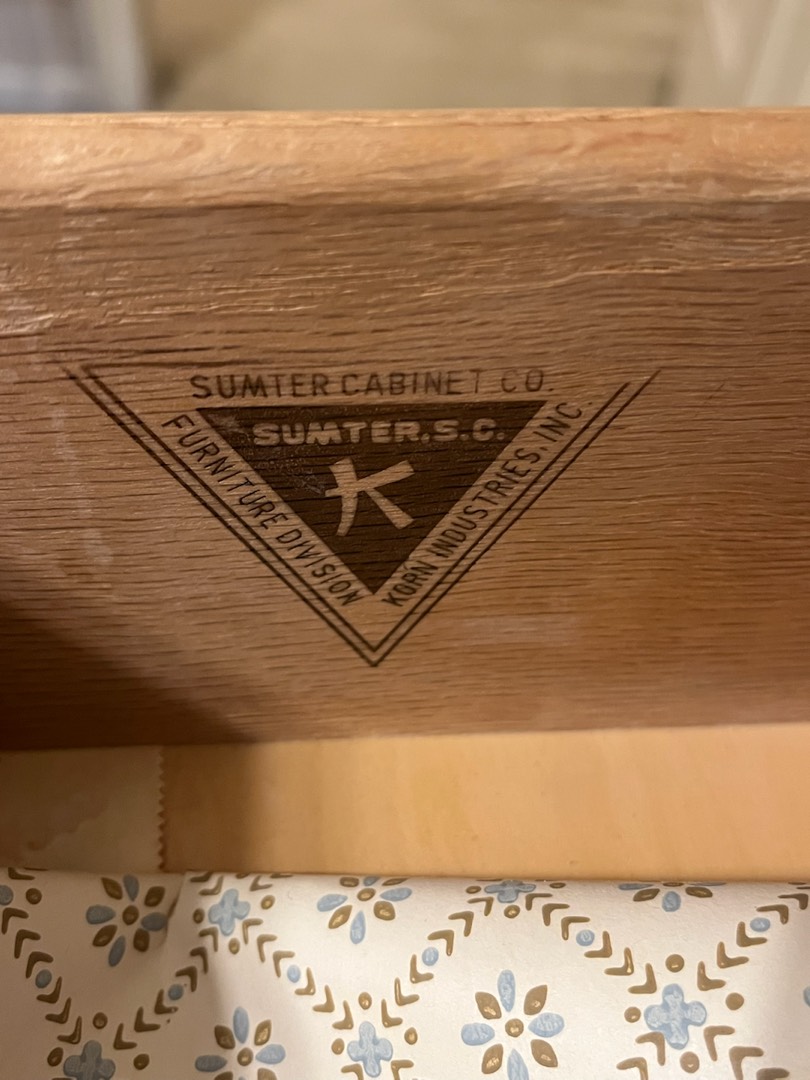 SUMTER CABINET CO.
SUMTER, S.C.
K
FURNITURE DIVISION
KORN INDUSTRIES, INC.